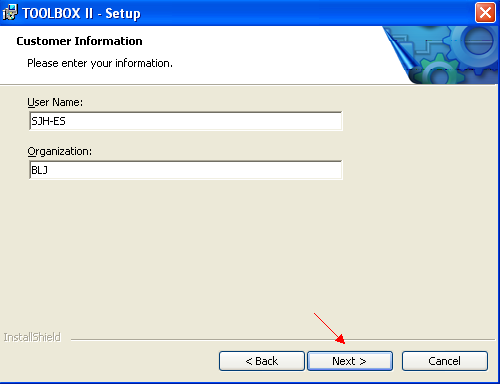 TOOLBOX II - Setup
Customer Information
Please enter your information.
User Name:
SJH-ES
Organization:
BLJ
InstallShield
< Back
Next >
Cancel